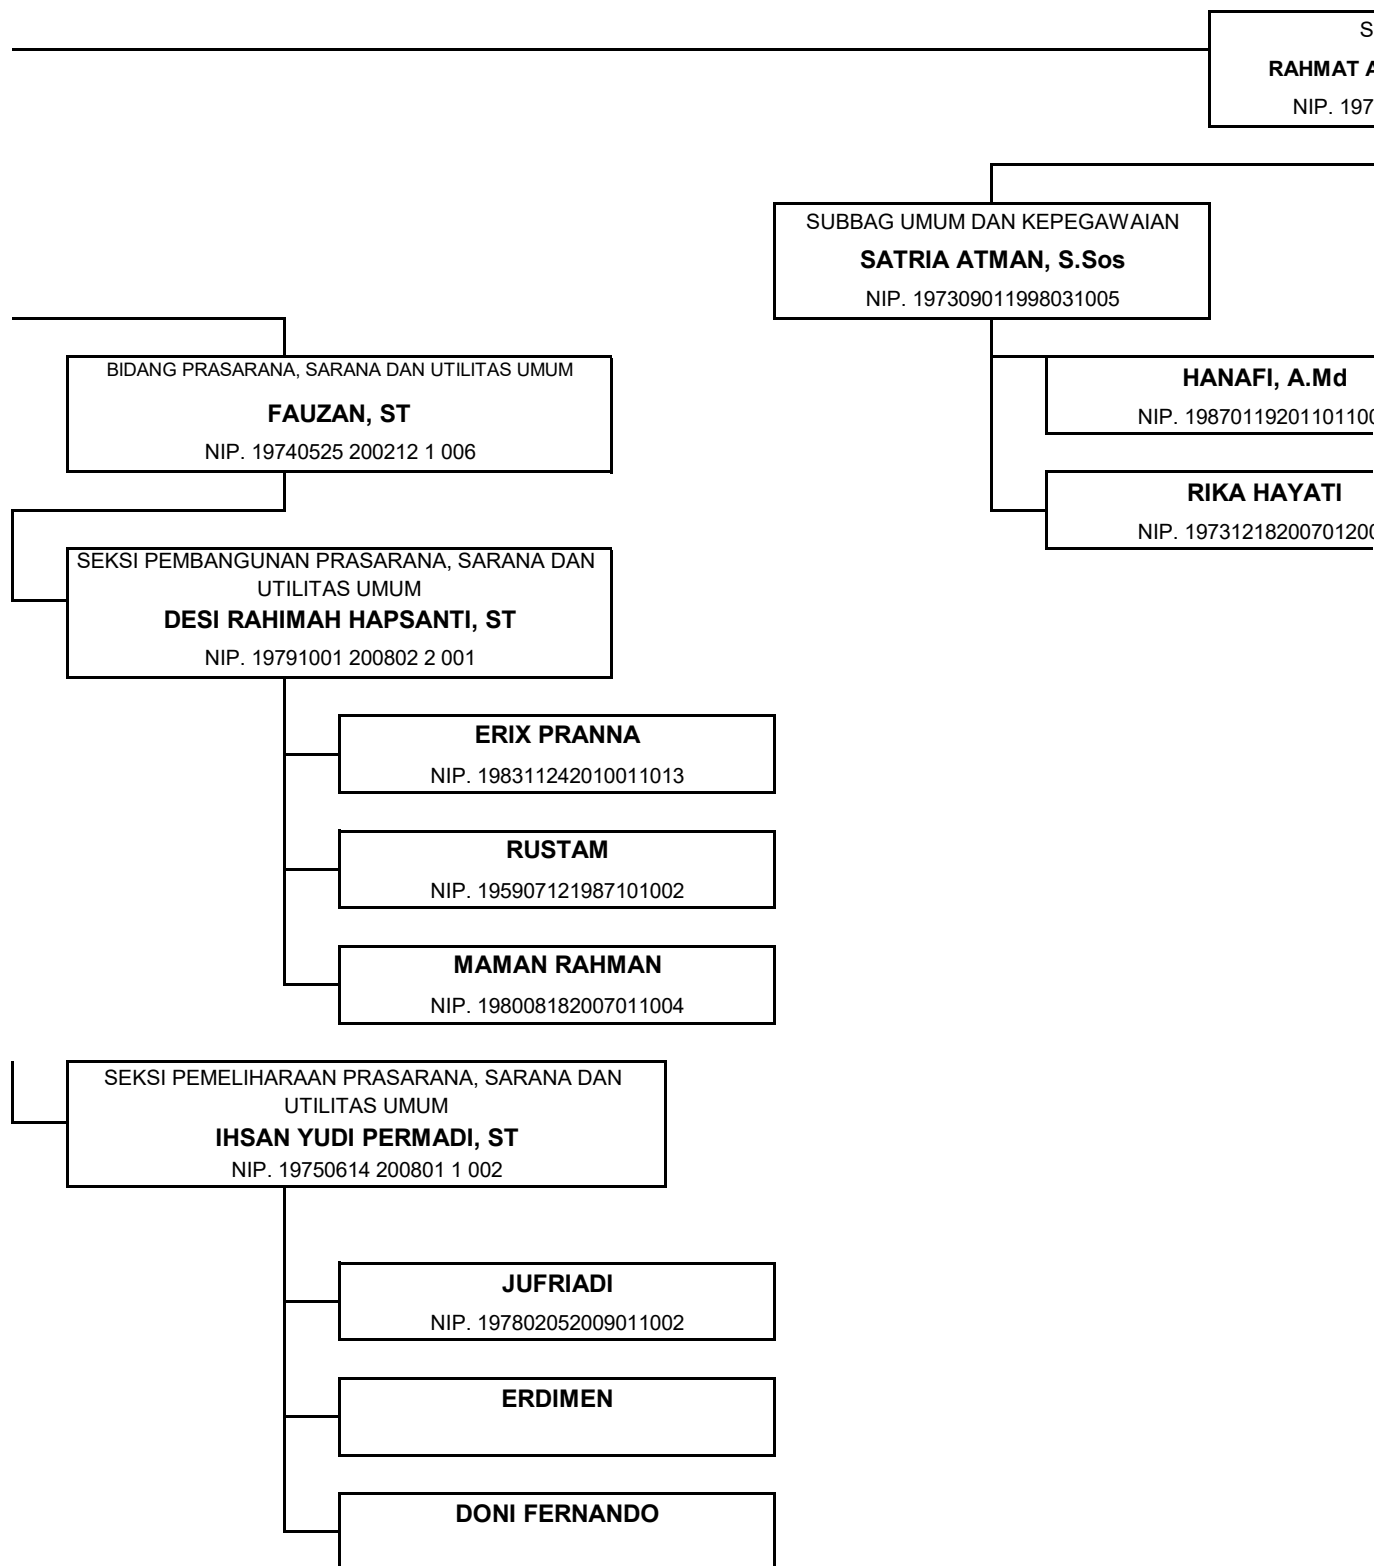 RAHMAT
NIP. 197
SUBBAG UMUM DAN KEPEGAWAIAN
SATRIA ATMAN, S.Sos
NIP. 197309011998031005
BIDANG PRASARANA, SARANA DAN UTILITAS UMUM
FAUZAN, ST
NIP. 19740525 200212 1 006
HANAFI, A.Md
NIP. 1987011920110110
RIKA HAYATI
NIP. 1973121820070120
SEKSI PEMBANGUNAN PRASARANA, SARANA DAN
UTILITAS UMUM
DESI RAHIMAH HAPSANTI, ST
NIP. 19791001 200802 2 001
ERIX PRANNA
NIP. 198311242010011013
RUSTAM
NIP. 195907121987101002
MAMAN RAHMAN
NIP. 198008182007011004
SEKSI PEMELIHARAAN PRASARANA, SARANA DAN
UTILITAS UMUM
IHSAN YUDI PERMADI, ST
NIP. 19750614 200801 1 002
JUFRIADI
NIP. 197802052009011002
ERDIMEN
DONI FERNANDO